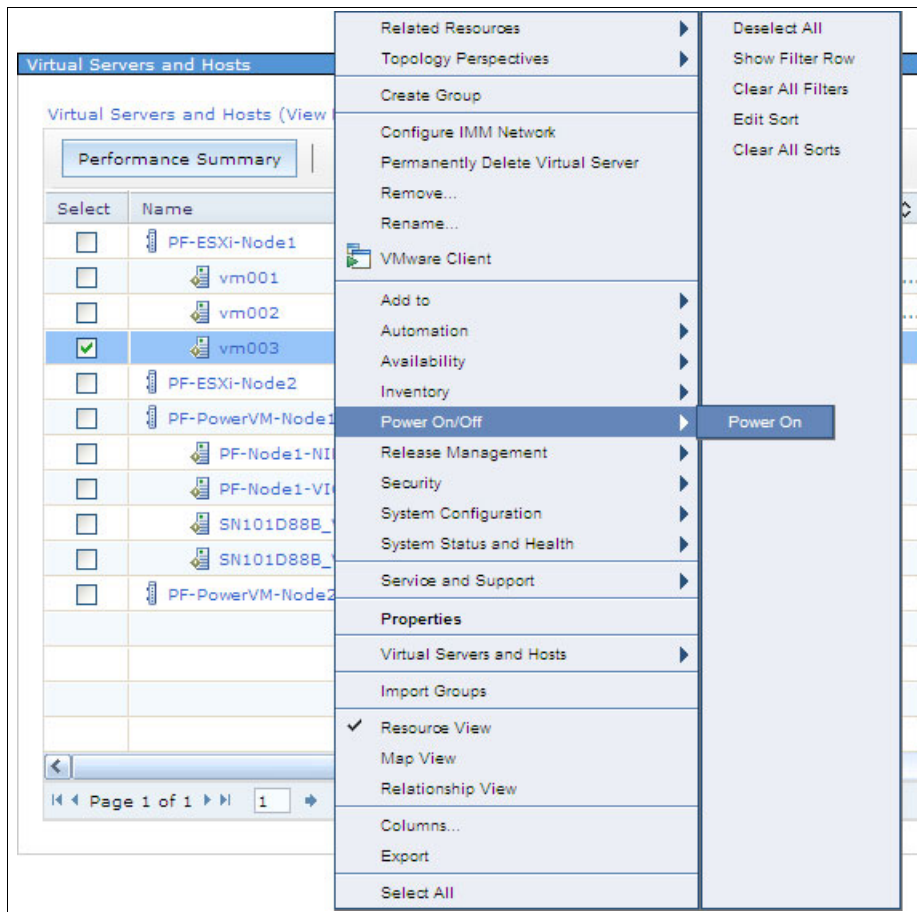 Virtual Servers and Hosts
Virtual Servers and Hosts (View
Performance Summary
Select Name
PF-ESXi-Node1
vm001
vm002
vm003
PF-ESXi-Node2
PF-PowerVM-Node1
PF-Node1-NI
PF-Node1-VI
SN101D88B_
SN101D88B_
PF-PowerVM-Node2
Page 1 of 1 1
Related Resources
Topology Perspectives
Create Group
Configure IMM Network
Permanently Delete Virtual Server
Remove...
Rename...
VMware Client
Add to
Automation
Availability
Inventory
Power On/Off
Release Management
Security
System Configuration
System Status and Health
Service and Support
Properties
Virtual Servers and Hosts
Import Groups
Resource View
Map View
Relationship View
Columns...
Export
Select All
Deselect All
Show Filter Row
Clear All Filters
Edit Sort
Clear All Sorts
Power On